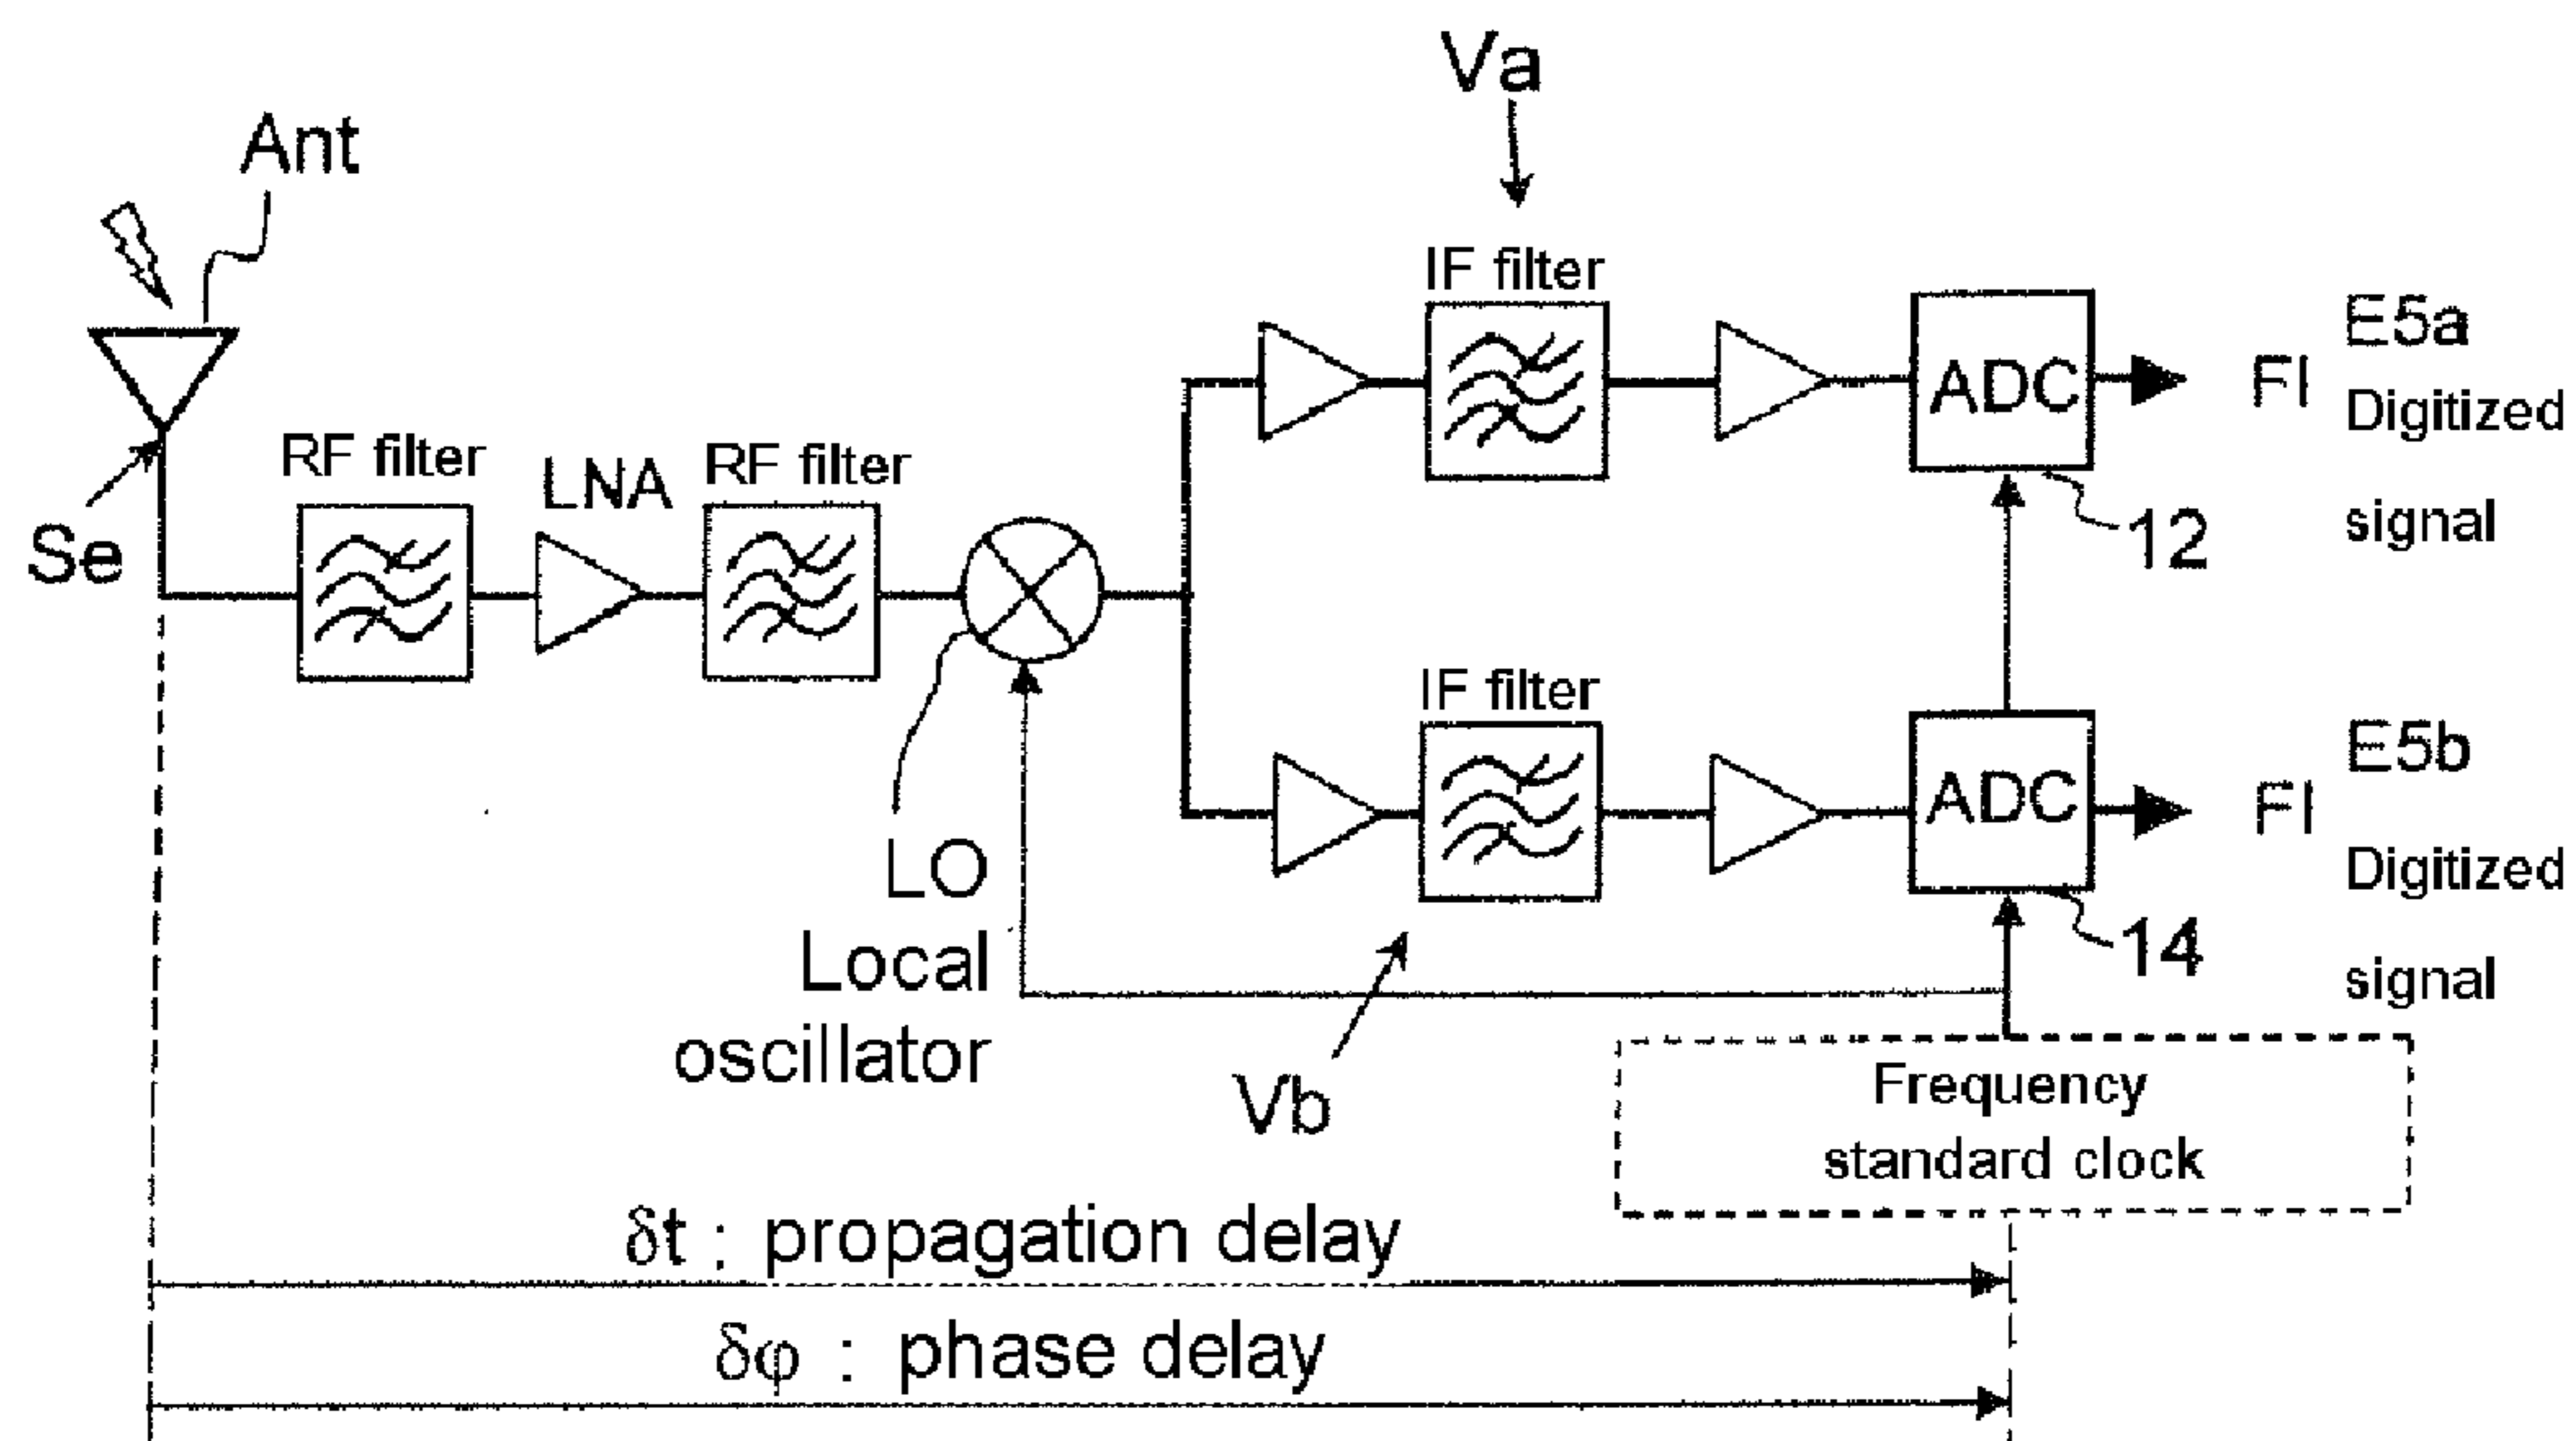 Va
Ant
IF filter
E5a
ADC
FI
Digitized
signal
12
RF filter
LNA
RF filter
Se
IF filter
E5b
ADC
FI
Digitized
signal
14
LO
Local
oscillator
Vb
Frequency
standard clock
δt : propagation delay
δφ : phase delay